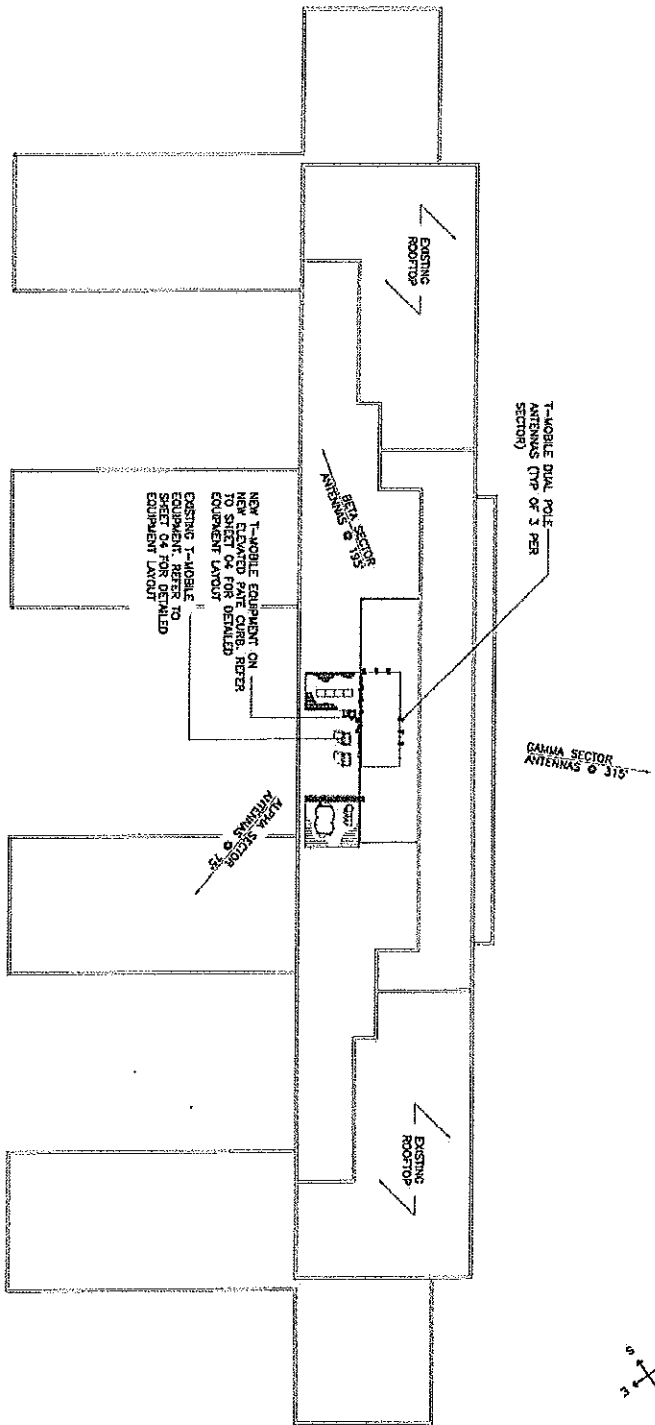 T-MOBILE DUAL POLE
ANTENNAS (TYP OF 3 PER
SECTOR)
EXISTING
ROOFTOP
BETA SECTOR
ANTENNAS @ 195°
GAMMA SECTOR
ANTENNAS @ 315°
NEW T-MOBILE EQUIPMENT ON
NEW ELEVATED PATE CURB. REFER
TO SHEET 04 FOR DETAILED
EQUIPMENT LAYOUT
EXISTING T-MOBILE
EQUIPMENT. REFER TO
SHEET 04 FOR DETAILED
EQUIPMENT LAYOUT
ALPHA SECTOR
ANTENNAS @ 75°
EXISTING
ROOFTOP
S